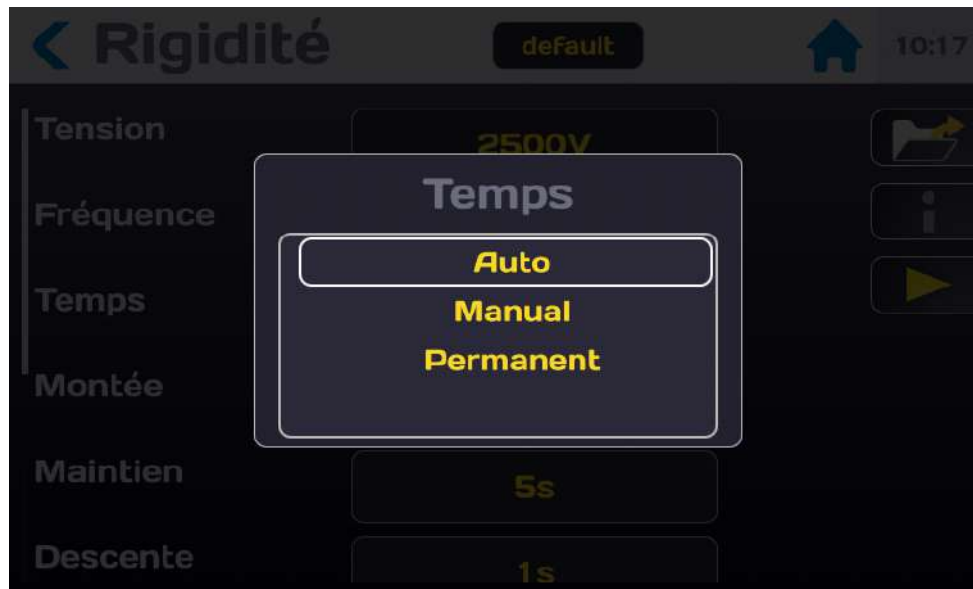 Rigidité default 10:17
Tension 2500V
Temps
Fréquence
Auto
Temps
Manual
Permanent
Montée
Maintien 5s
Descente 1s